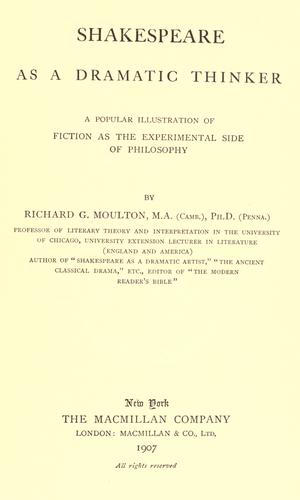 SHAKESPEARE
AS A DRAMATIC THINKER
A POPULAR ILLUSTRATION OF
FICTION AS THE EXPERIMENTAL SIDE
OF PHILOSOPHY
BY
RICHARD G. MOULTON, M.A. (CAMB.), PH.D. (PENNA.)
PROFESSOR OF LITERARY THEORY AND INTERPRETATION IN THE UNIVERSITY
OF CHICAGO, UNIVERSITY EXTENSION LECTURER IN LITERATURE
(ENGLAND AND AMERICA)
AUTHOR OF "SHAKESPEARE AS A DRAMATIC ARTIST," "THE ANCIENT
CLASSICAL DRAMA," ETC., EDITOR OF "THE MODERN
READER'S BIBLE"
New York
THE MACMILLAN COMPANY
LONDON: MACMILLAN & CO., LTD.
1907
All rights reserved